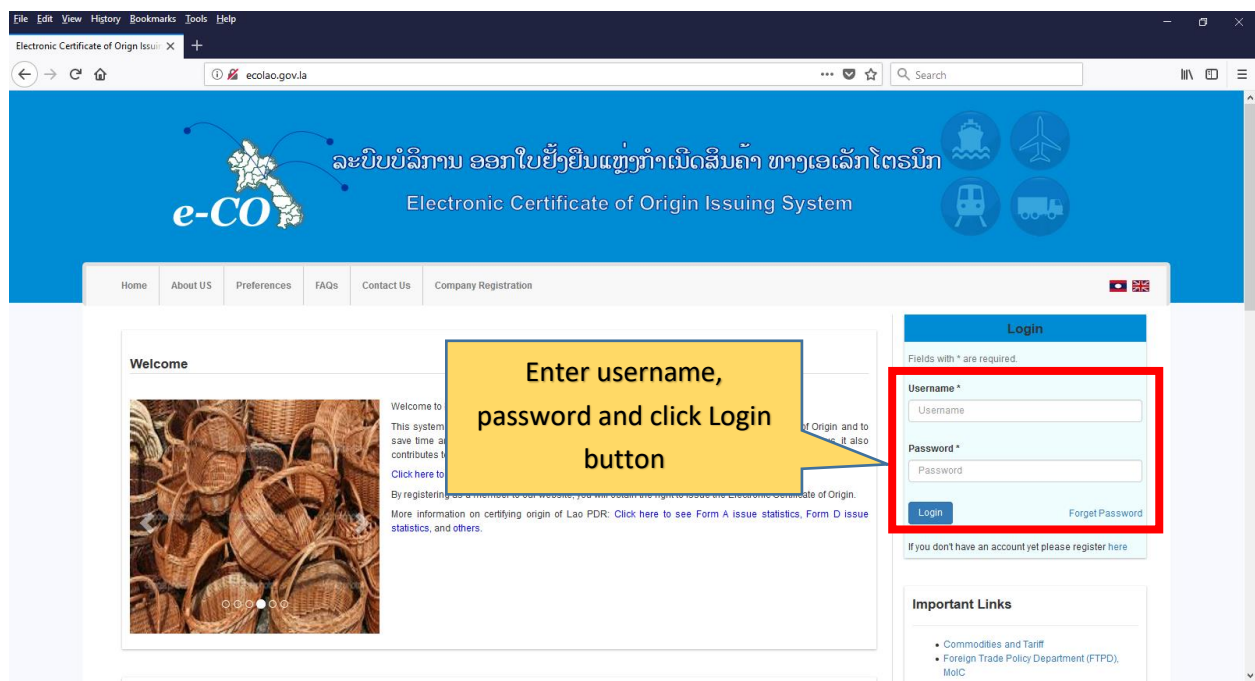 File Edit View History Bookmarks Tools Help
Electronic Certificate of Orign Issuin
ecolao.gov.la
Search
e-CO
ລະບົບບໍລິການ ອອກໃບຢັ້ງຢືນແຫຼ່ງກຳເນີດສິນຄ້າ ທາງເອເລັກໂຕຣນິກ
Electronic Certificate of Origin Issuing System
Home About US Preferences FAQs Contact Us Company Registration
Welcome
Welcome to
This system of Origin and to
save time a it also
contributes t
Click here to
By registering as a member to our website, you will obtain the right to issue the Electronic Certificate of Origin.
More information on certifying origin of Lao PDR: Click here to see Form A issue statistics, Form D issue
statistics, and others.
Enter username,
password and click Login
button
Login
Fields with * are required.
Username *
Username
Password *
Password
Login Forget Password
If you don't have an account yet please register here
Important Links
Commodities and Tariff
Foreign Trade Policy Department (FTPD),
MoIC